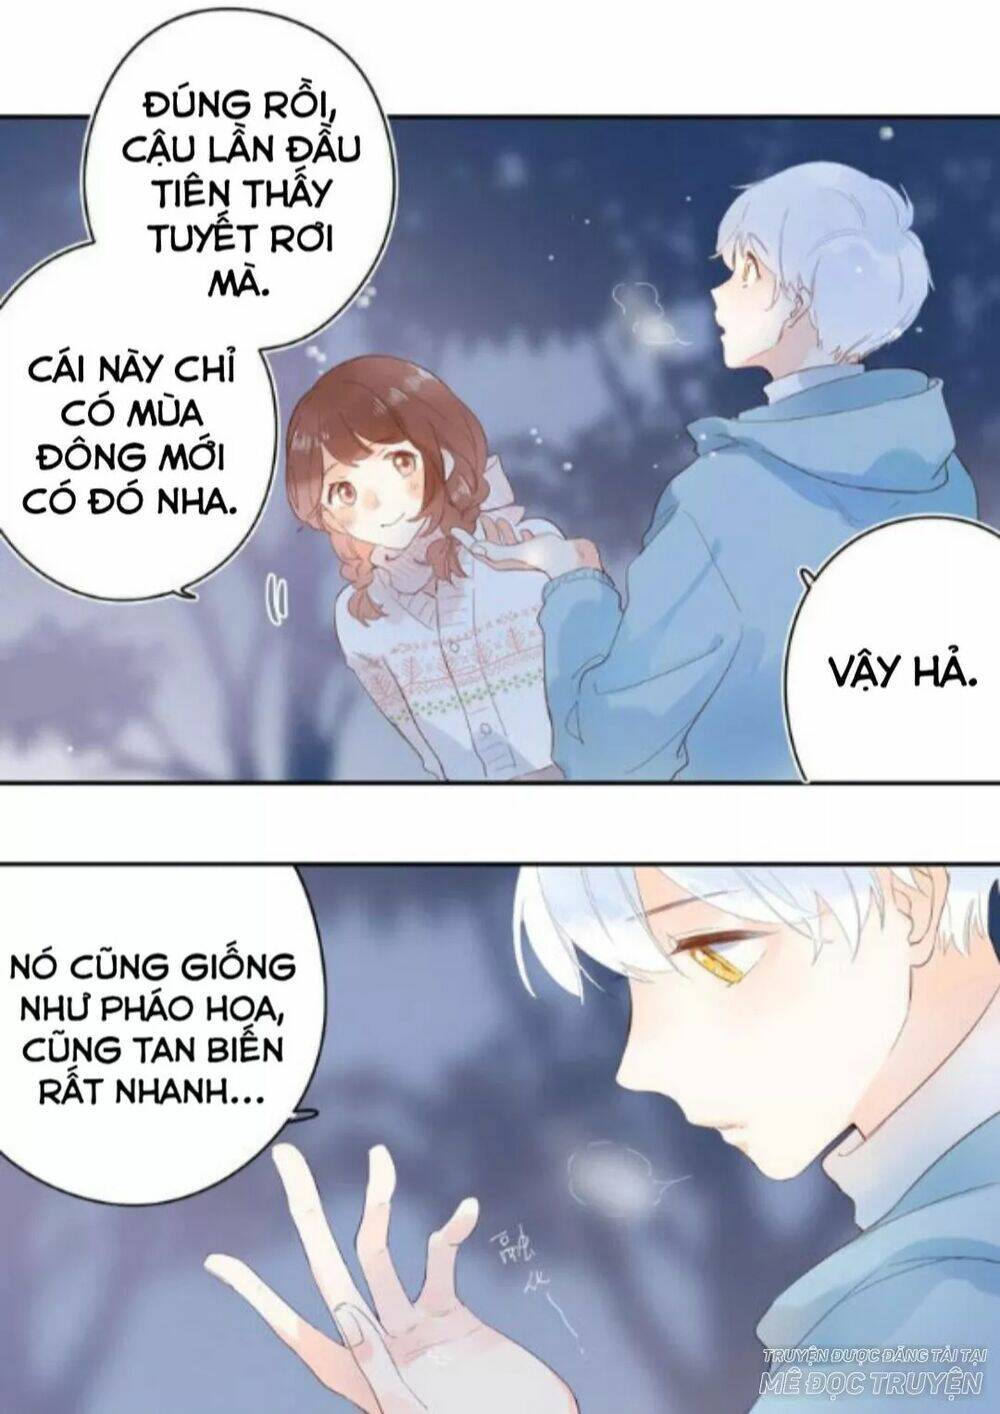 ĐÚNG RỒI,
CẬU LẦN ĐẦU
TIÊN THẤY
TUYẾT RƠI
MÀ.
CÁI NÀY CHỈ
CÓ MÙA
ĐÔNG MỚI
CÓ ĐÓ NHA.
VẬY HẢ.
NÓ CŨNG GIỐNG
NHƯ PHÁO HOA,
CŨNG TAN BIẾN
RẤT NHANH...
融化
TRUYỆN ĐƯỢC ĐĂNG TẢI TẠI
MÊ ĐỌC TRUYỆN